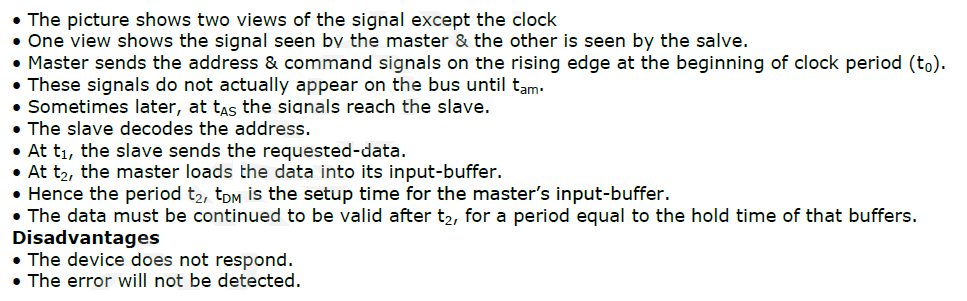 • The picture shows two views of the signal except the clock
• One view shows the signal seen by the master & the other is seen by the salve.
• Master sends the address & command signals on the rising edge at the beginning of clock period (t₀).
• These signals do not actually appear on the bus until tₐₘ.
• Sometimes later, at t_AS the signals reach the slave.
• The slave decodes the address.
• At t₁, the slave sends the requested-data.
• At t₂, the master loads the data into its input-buffer.
• Hence the period t₂, t_DM is the setup time for the master’s input-buffer.
• The data must be continued to be valid after t₂, for a period equal to the hold time of that buffers.
Disadvantages
• The device does not respond.
• The error will not be detected.